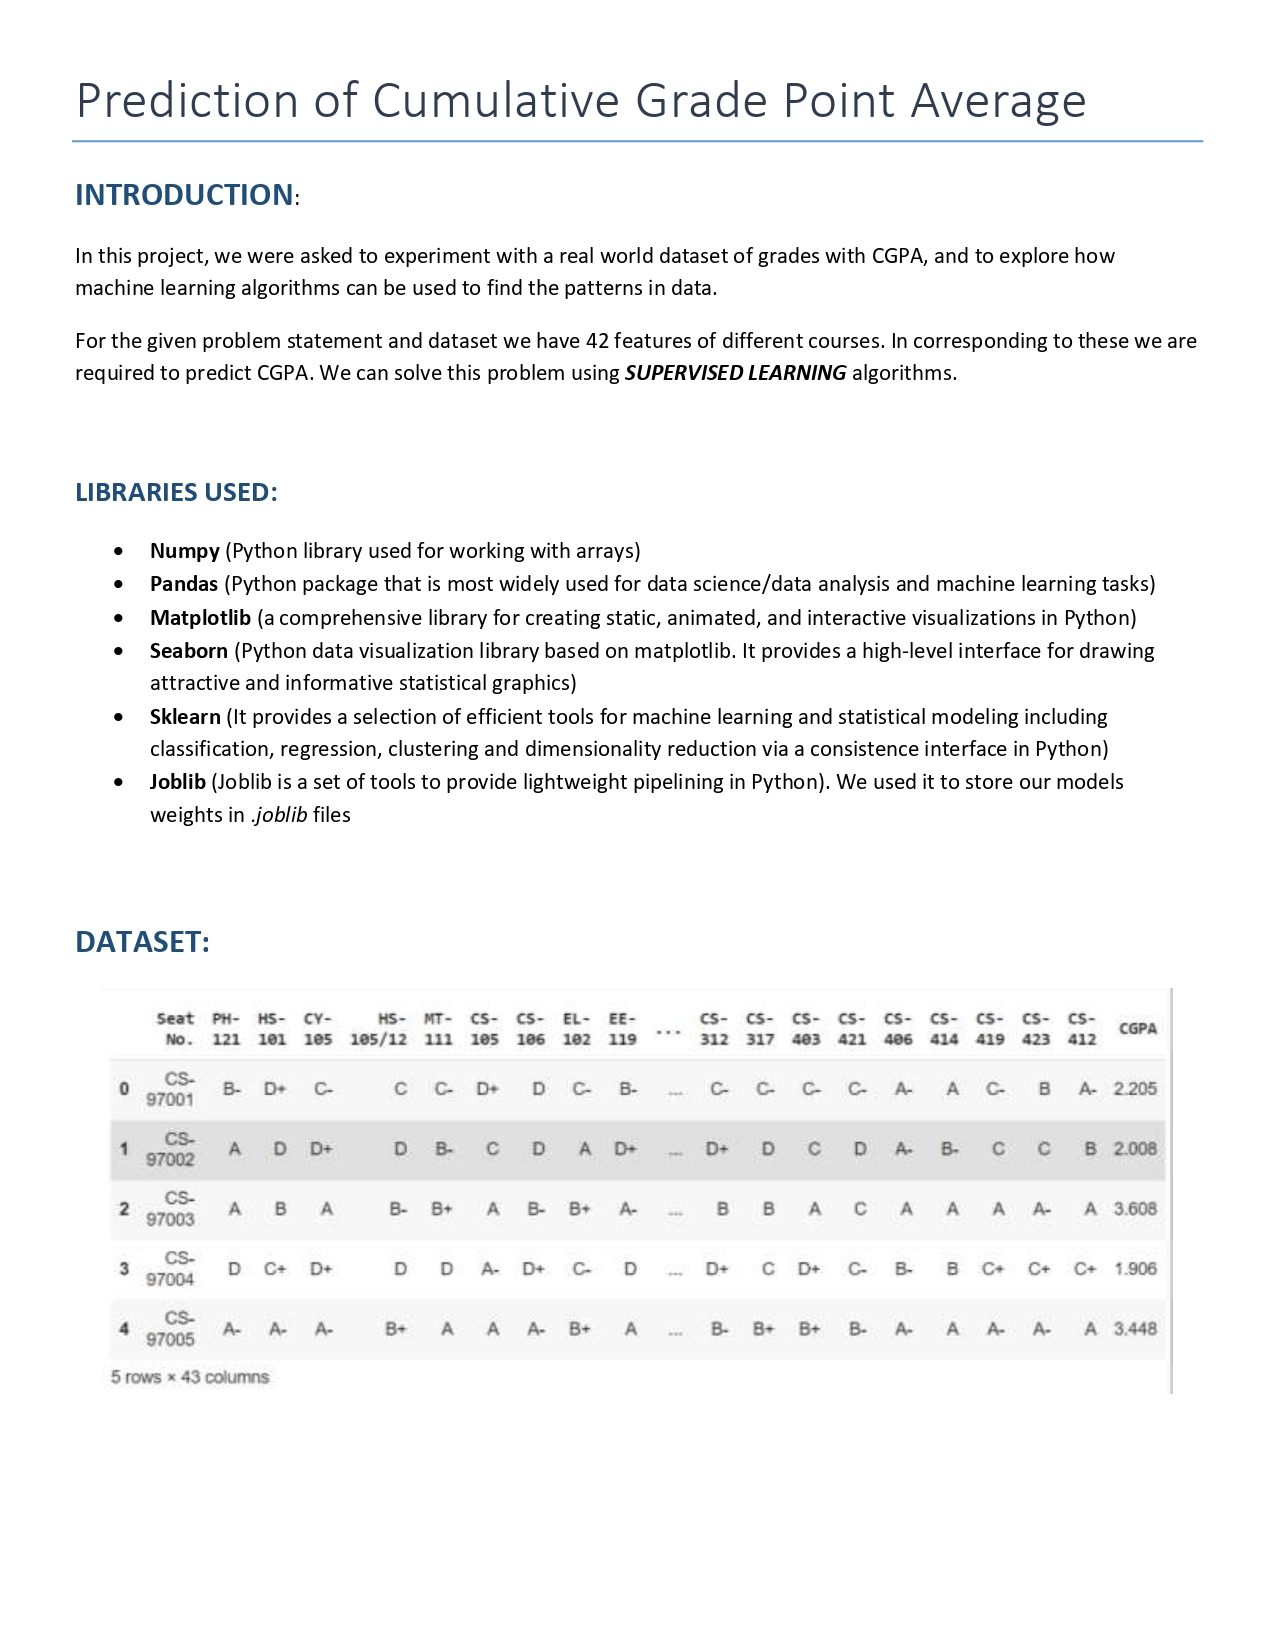 Prediction of Cumulative Grade Point Average
INTRODUCTION:
In this project, we were asked to experiment with a real world dataset of grades with CGPA, and to explore how
machine learning algorithms can be used to find the patterns in data.
For the given problem statement and dataset we have 42 features of different courses. In corresponding to these we are
required to predict CGPA. We can solve this problem using SUPERVISED LEARNING algorithms.
LIBRARIES USED:
• Numpy (Python library used for working with arrays)
• Pandas (Python package that is most widely used for data science/data analysis and machine learning tasks)
• Matplotlib (a comprehensive library for creating static, animated, and interactive visualizations in Python)
• Seaborn (Python data visualization library based on matplotlib. It provides a high-level interface for drawing
attractive and informative statistical graphics)
• Sklearn (It provides a selection of efficient tools for machine learning and statistical modeling including
classification, regression, clustering and dimensionality reduction via a consistence interface in Python)
• Joblib (Joblib is a set of tools to provide lightweight pipelining in Python). We used it to store our models
weights in .joblib files
DATASET:
Seat PH- HS- CY- HS- MT- CS- CS- EL- EE- ... CS- CS- CS- CS- CS- CS- CS- CS- CS- CGPA
No. 121 101 105 105/12 111 105 106 102 119 312 317 403 421 406 414 419 423 412
0 CS-97001 B- D+ C- C C- D+ D C- B- ... C- C- C- C- A- A C- B A- 2.205
1 CS-97002 A D D+ D B- C D A D+ ... D+ D C D A- B- C C B 2.008
2 CS-97003 A B A B- B+ A B- B+ A- ... B B A C A A A A- A 3.608
3 CS-97004 D C+ D+ D D A- D+ C- D ... D+ C D+ C- B- B C+ C+ C+ 1.906
4 CS-97005 A- A- A- B+ A A A- B+ A ... B- B+ B+ B- A- A A- A- A 3.448
5 rows × 43 columns